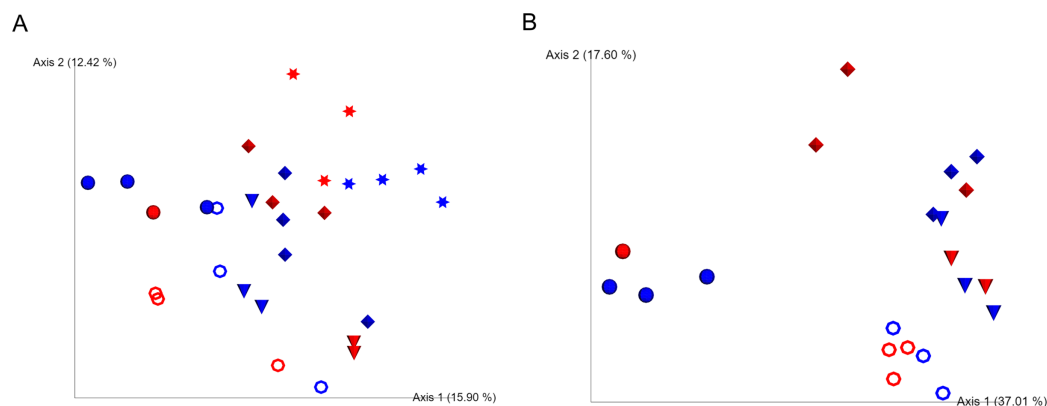 A
Axis 2 (12.42 %)
Axis 1 (15.90 %)
B
Axis 2 (17.60 %)
Axis 1 (37.01 %)